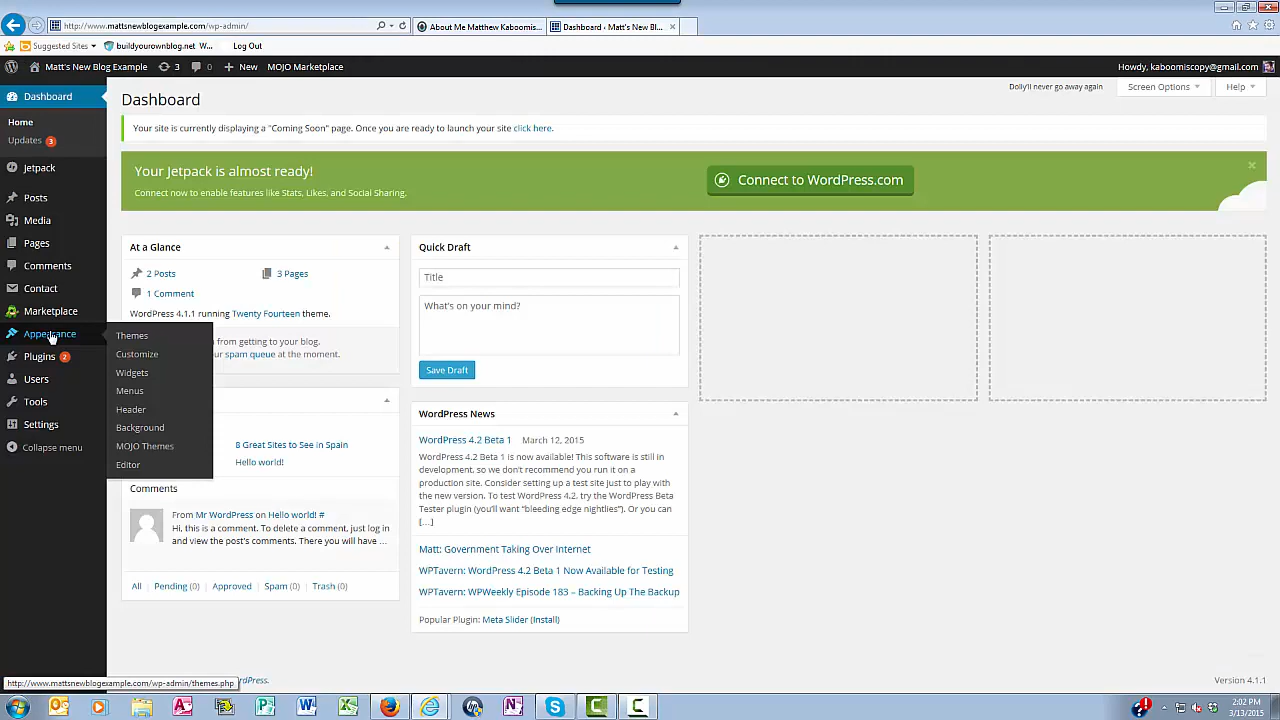 http://www.mattsnewblogexample.com/wp-admin/
About Me Matthew Kaboomis...
Dashboard ‹ Matt's New Bl...
Suggested Sites
buildyourownblog.net W...
Log Out
Matt's New Blog Example
3
0
New
MOJO Marketplace
Howdy, kaboomiscopy@gmail.com
Dashboard
Home
Updates 3
Jetpack
Posts
Media
Pages
Comments
Contact
Marketplace
Appearance
Plugins 2
Users
Tools
Settings
Collapse menu
Themes
Customize
Widgets
Menus
Header
Background
MOJO Themes
Editor
Dashboard
Dolly'll never go away again
Screen Options
Help
Your site is currently displaying a "Coming Soon" page. Once you are ready to launch your site click here.
Your Jetpack is almost ready!
Connect now to enable features like Stats, Likes, and Social Sharing.
Connect to WordPress.com
At a Glance
2 Posts
3 Pages
1 Comment
WordPress 4.1.1 running Twenty Fourteen theme.
from getting to your blog.
spam queue at the moment.
8 Great Sites to See in Spain
Hello world!
Comments
From Mr WordPress on Hello world! #
Hi, this is a comment. To delete a comment, just log in
and view the post's comments. There you will have ...
All | Pending (0) | Approved | Spam (0) | Trash (0)
Quick Draft
Title
What's on your mind?
Save Draft
WordPress News
WordPress 4.2 Beta 1 March 12, 2015
WordPress 4.2 Beta 1 is now available! This software is still in
development, so we don't recommend you run it on a
production site. Consider setting up a test site just to play with
the new version. To test WordPress 4.2, try the WordPress Beta
Tester plugin (you'll want "bleeding edge nightlies"). Or you can
[...]
Matt: Government Taking Over Internet
WPTavern: WordPress 4.2 Beta 1 Now Available for Testing
WPTavern: WPWeekly Episode 183 – Backing Up The Backup
Popular Plugin: Meta Slider (Install)
http://www.mattsnewblogexample.com/wp-admin/themes.php
rdPress.
Version 4.1.1
2:02 PM
3/13/2015